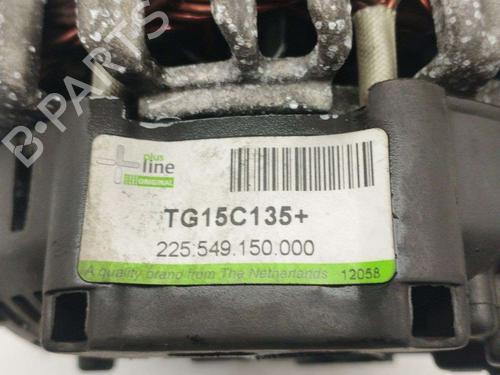 plus
line
ORIGINAL
TG15C135+
225.549.150.000
A quality brand from The Netherlands 12058
B-PARTS